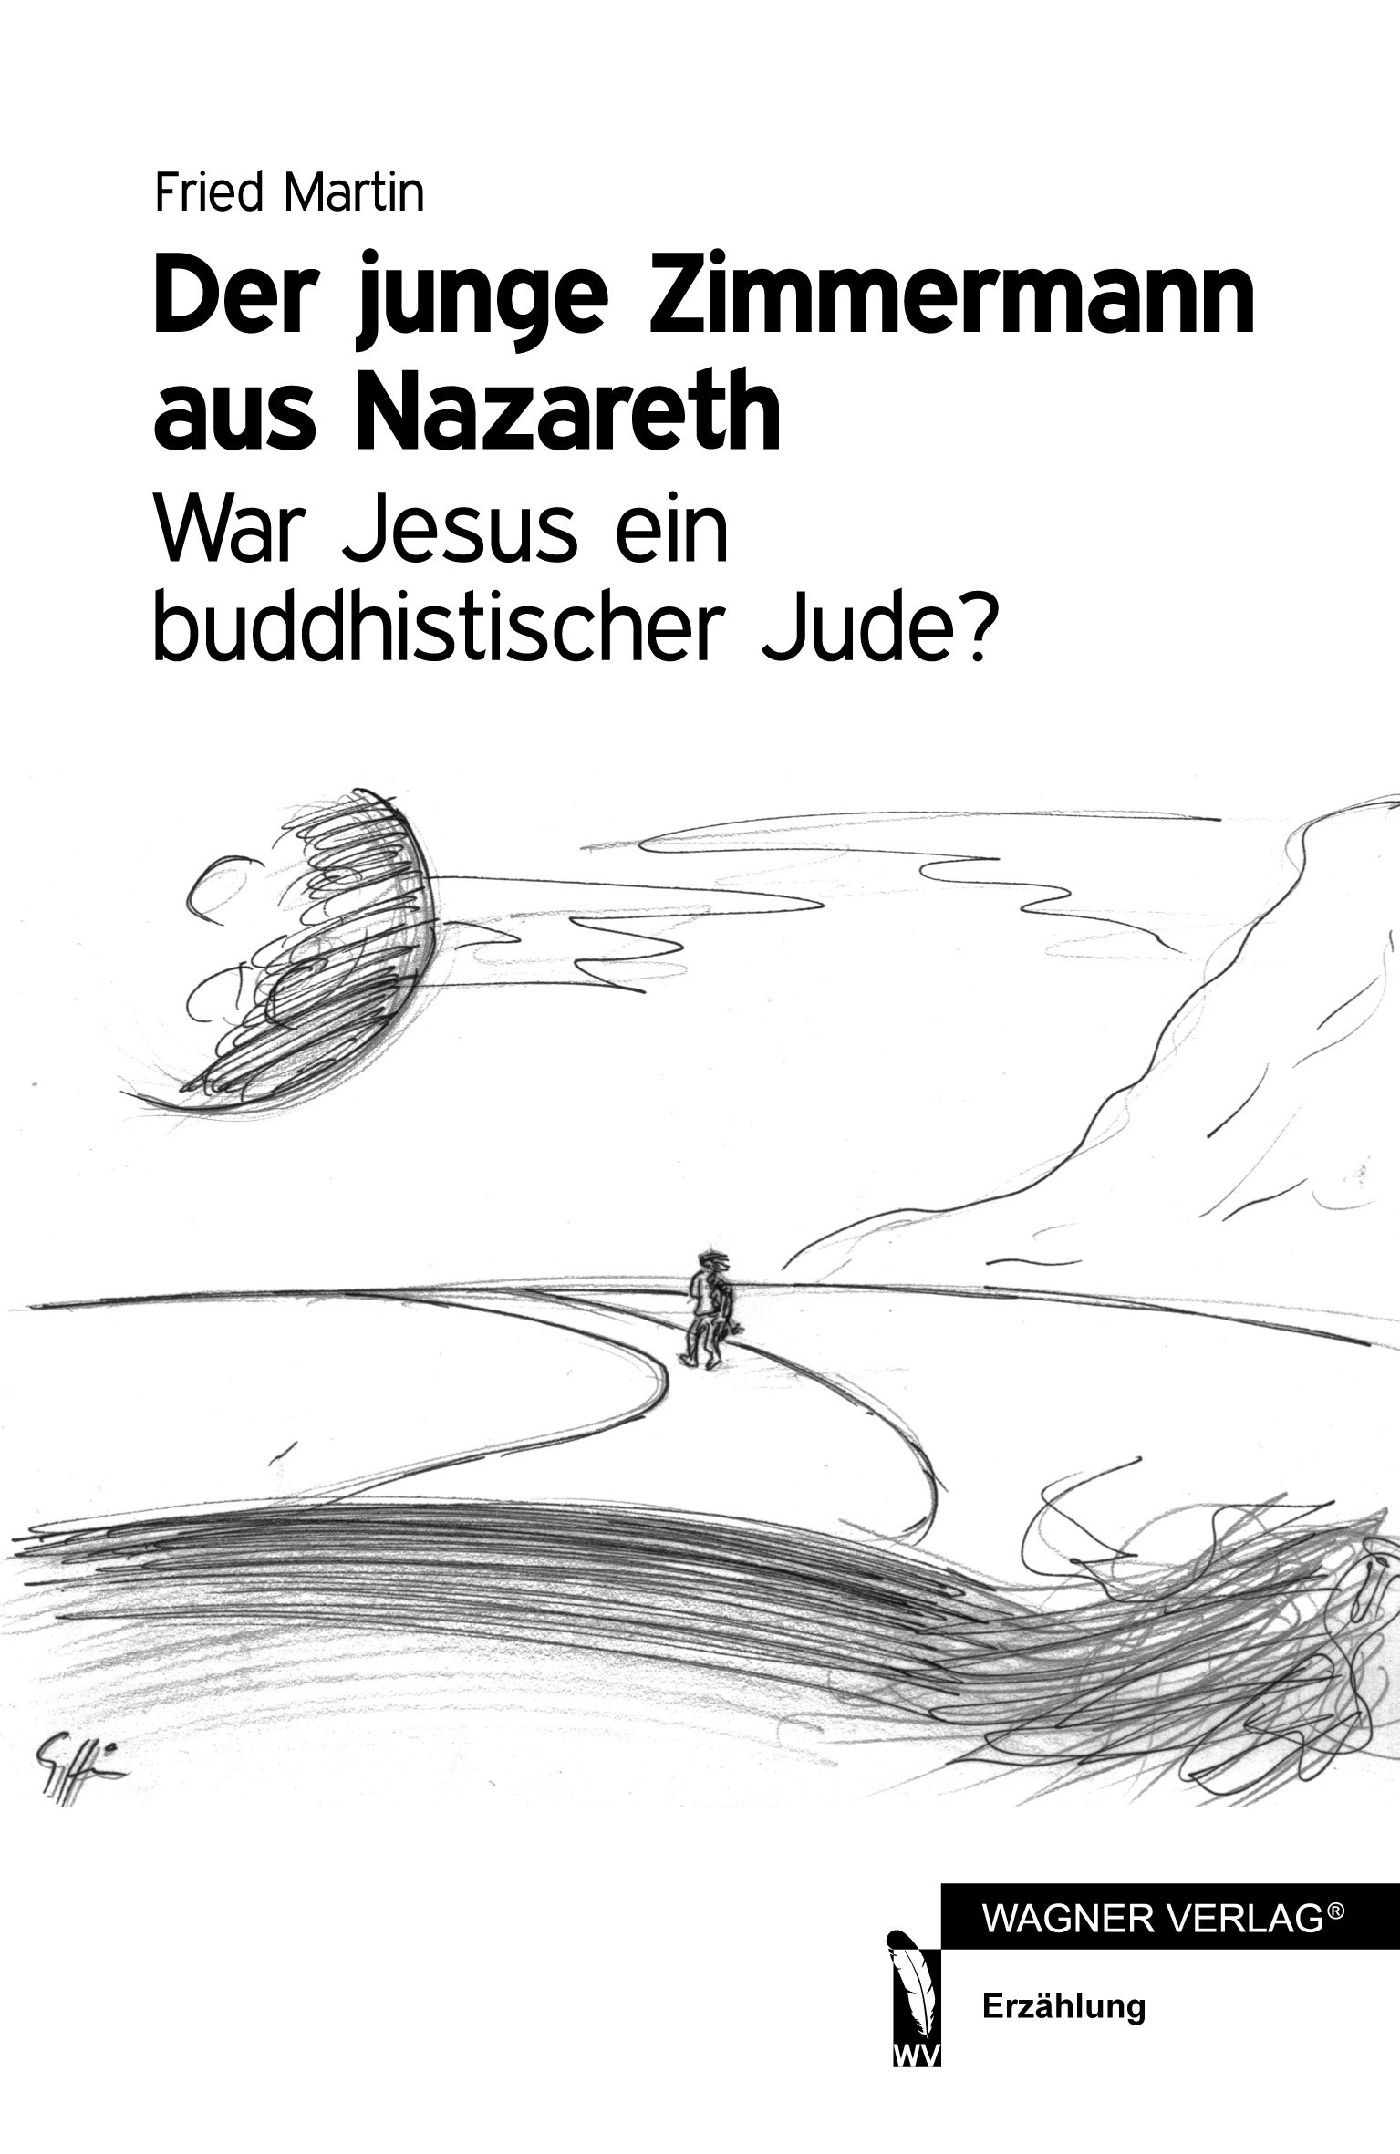 Fried Martin
Der junge Zimmermann
aus Nazareth
War Jesus ein
buddhistischer Jude?
WAGNER VERLAG®
Erzählung
WV